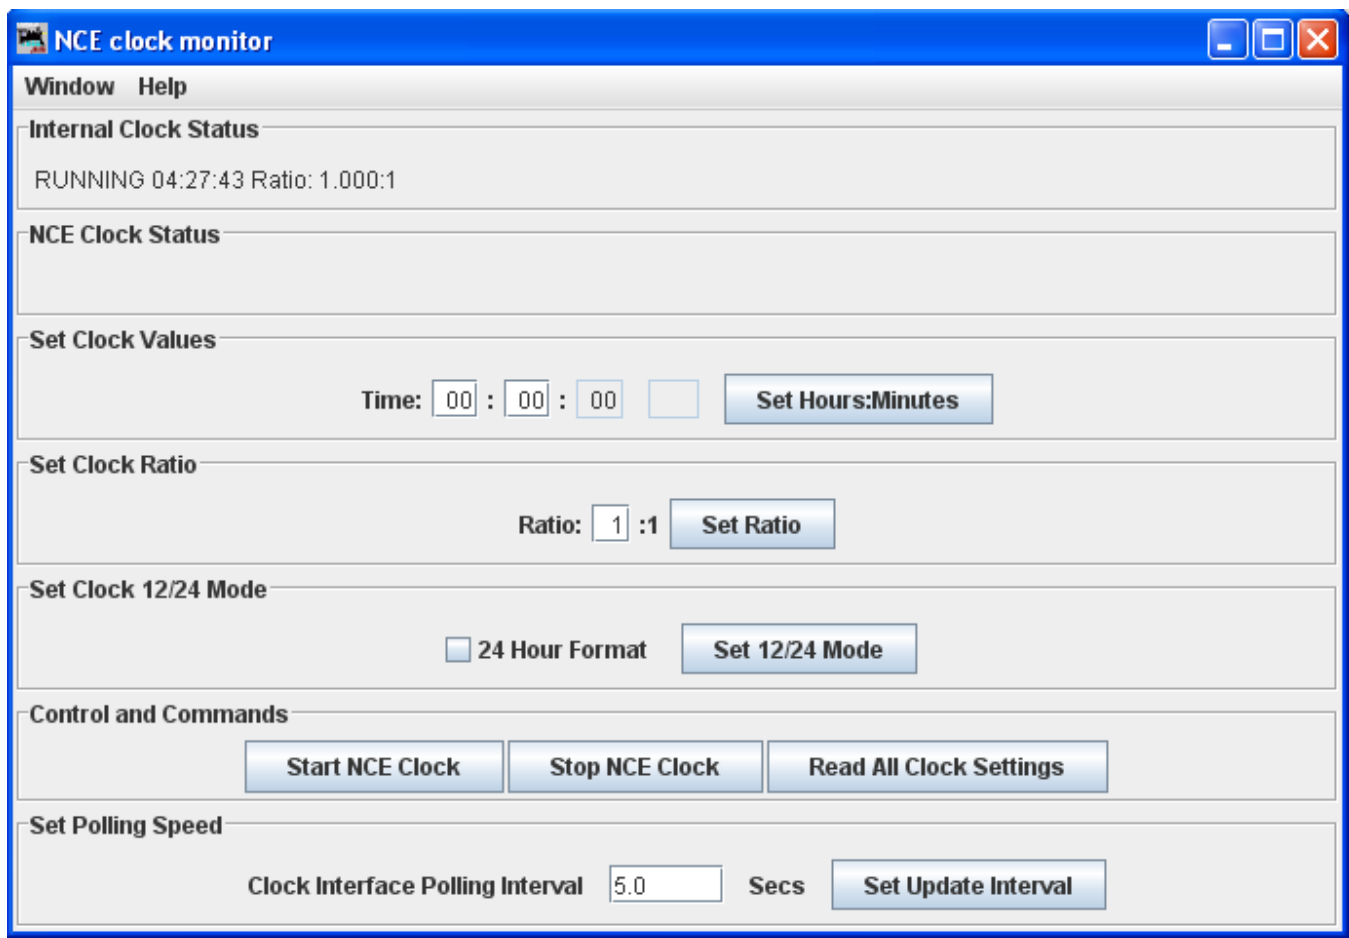 NCE clock monitor
Window Help
Internal Clock Status
RUNNING 04:27:43 Ratio: 1.000:1
NCE Clock Status
Set Clock Values
Time: 00 : 00 : 00 Set Hours:Minutes
Set Clock Ratio
Ratio: 1 :1 Set Ratio
Set Clock 12/24 Mode
24 Hour Format Set 12/24 Mode
Control and Commands
Start NCE Clock Stop NCE Clock Read All Clock Settings
Set Polling Speed
Clock Interface Polling Interval 5.0 Secs Set Update Interval